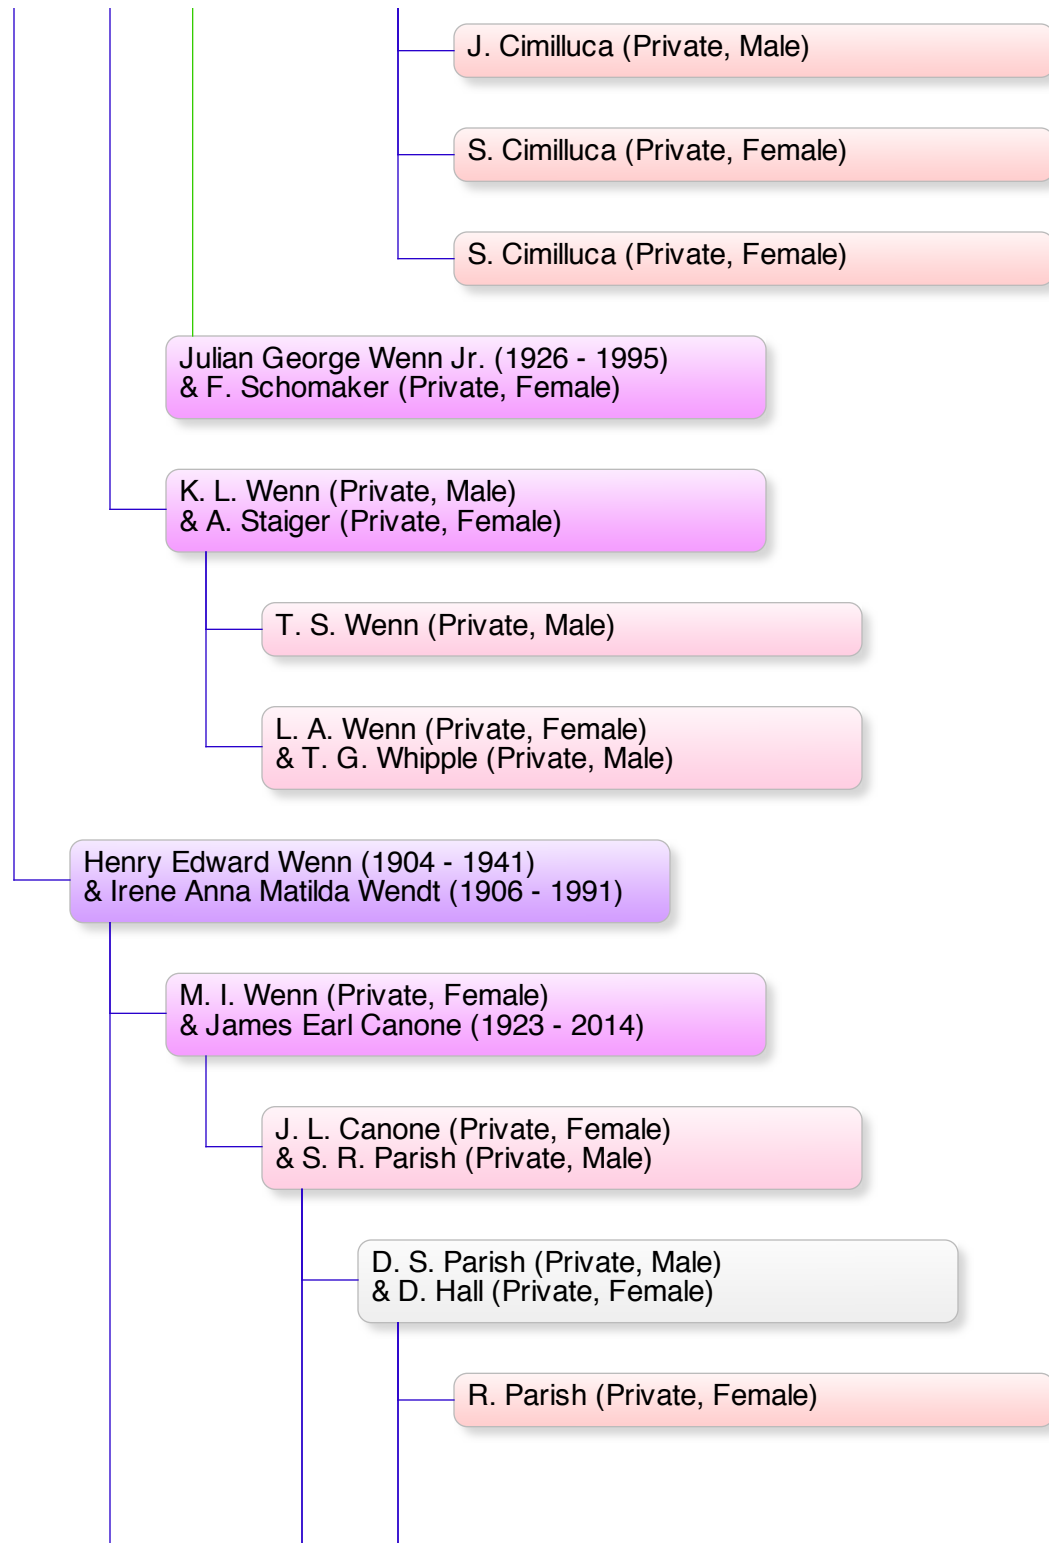 J. Cimilluca (Private, Male)
S. Cimilluca (Private, Female)
S. Cimilluca (Private, Female)
Julian George Wenn Jr. (1926 - 1995)
& F. Schomaker (Private, Female)
K. L. Wenn (Private, Male)
& A. Staiger (Private, Female)
T. S. Wenn (Private, Male)
L. A. Wenn (Private, Female)
& T. G. Whipple (Private, Male)
Henry Edward Wenn (1904 - 1941)
& Irene Anna Matilda Wendt (1906 - 1991)
M. I. Wenn (Private, Female)
& James Earl Canone (1923 - 2014)
J. L. Canone (Private, Female)
& S. R. Parish (Private, Male)
D. S. Parish (Private, Male)
& D. Hall (Private, Female)
R. Parish (Private, Female)